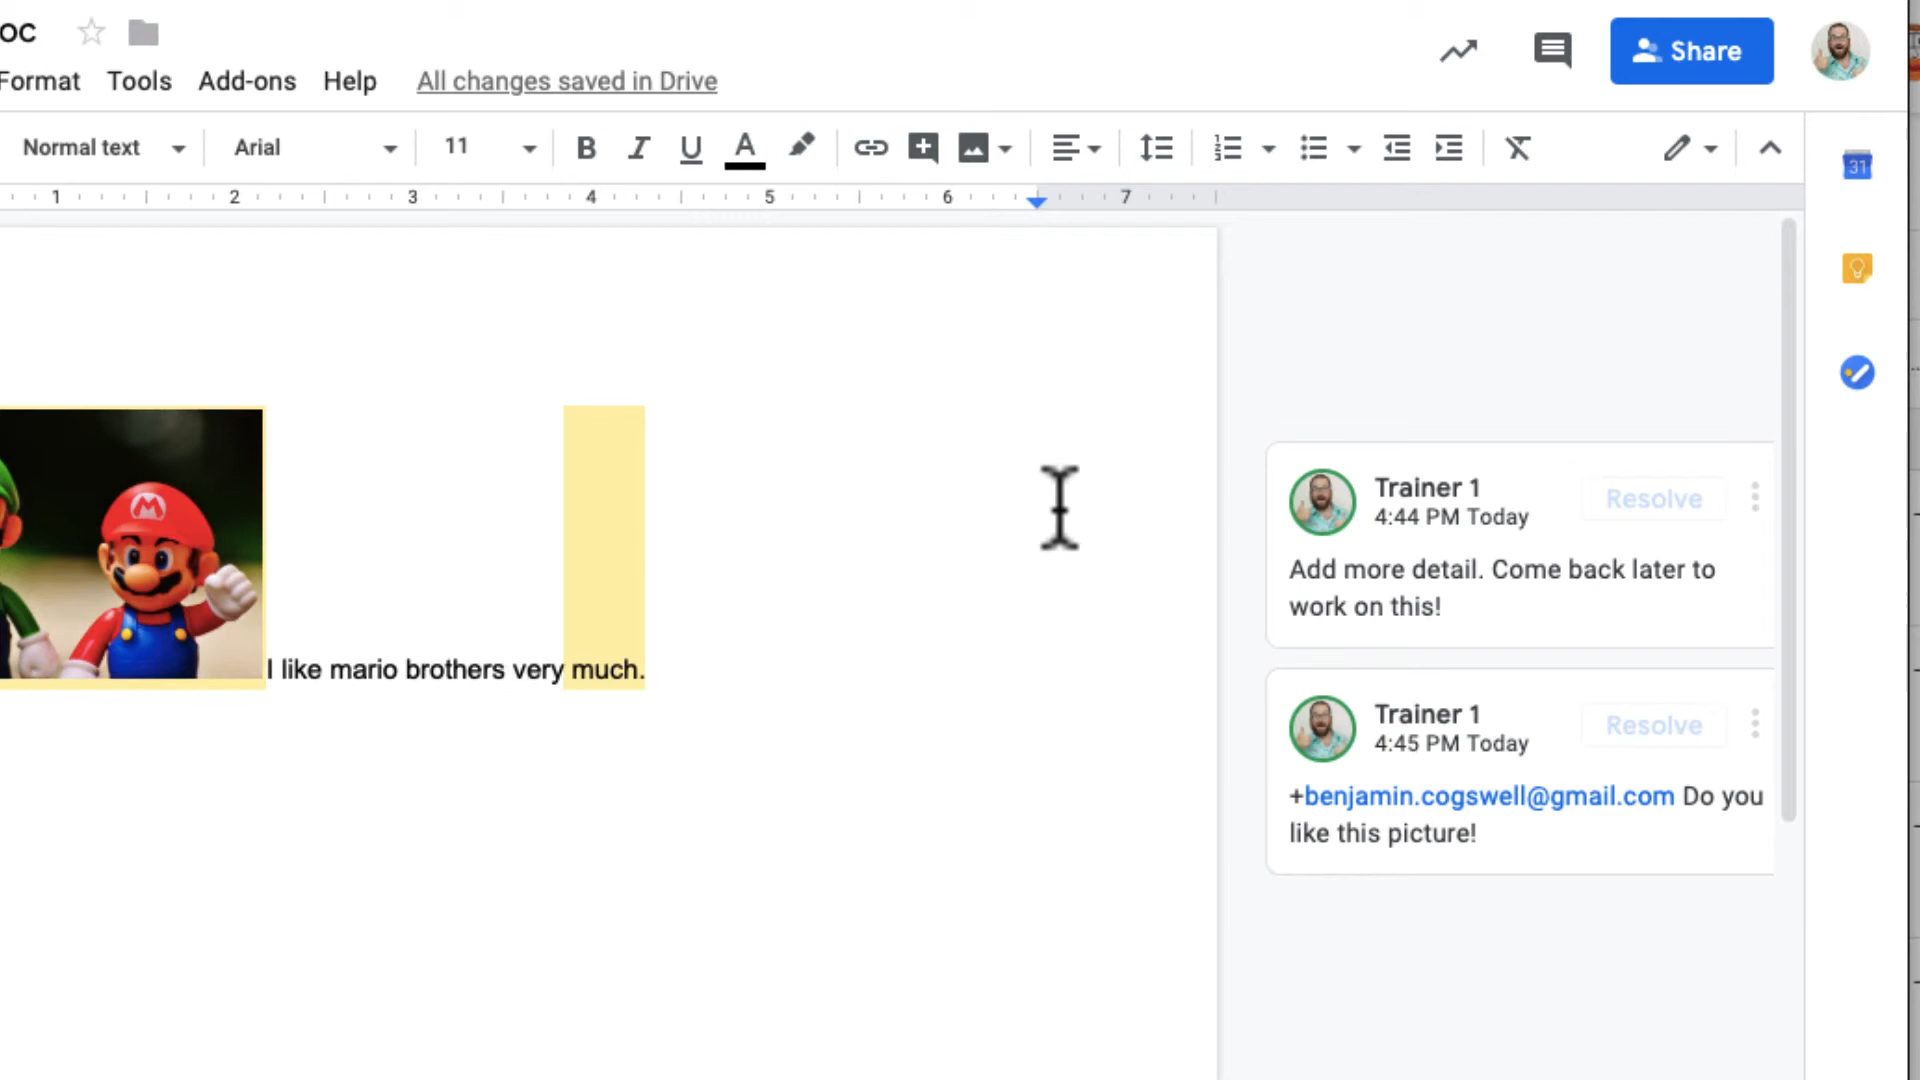 oc
Format Tools Add-ons Help All changes saved in Drive
Share
Normal text Arial 11 B I U A
1 2 3 4 5 6 7
31
M
I like mario brothers very much.
Trainer 1
Resolve
4:44 PM Today
Add more detail. Come back later to
work on this!
Trainer 1
Resolve
4:45 PM Today
+benjamin.cogswell@gmail.com Do you
like this picture!